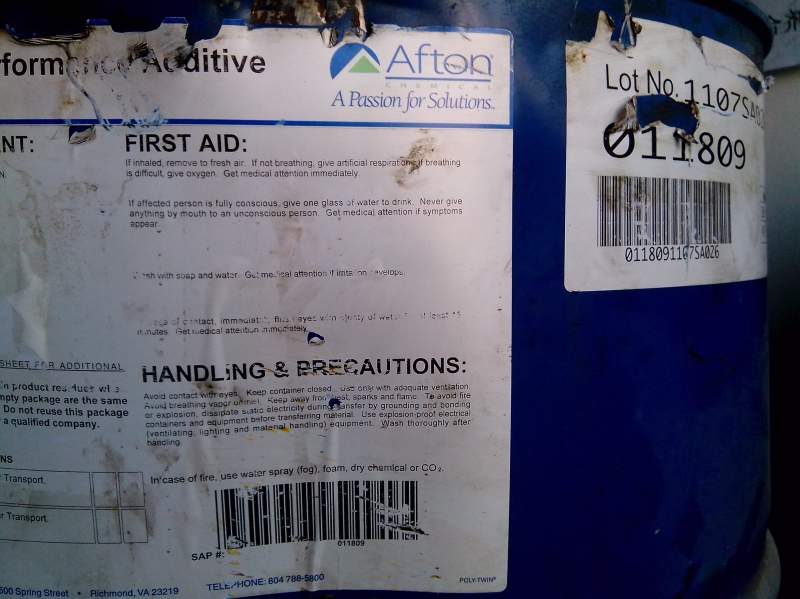 Additive
Afton
CHEMICAL
A Passion for Solutions.
FIRST AID:
If inhaled, remove to fresh air. If not breathing, give artificial respiration, if breathing
is difficult, give oxygen. Get medical attention immediately.
If affected person is fully conscious, give one glass of water to drink. Never give
anything by mouth to an unconscious person. Get medical attention if symptoms
appear.
with soap and water. Get medical attention if
of contact,
Get medical attention immediately.
HANDLING & PRECAUTIONS:
Avoid contact with eyes. Keep container closed. Use only with adequate ventilation.
Avoid breathing vapor Keep away from sparks and flame. To avoid fire
or explosion, dissipate static electricity during transfer by grounding and bonding
containers and equipment before transferring material. Use explosion-proof electrical
(ventilating, lighting and material handling) equipment. Wash thoroughly after
handling.
In case of fire, use water spray (fog), foam, dry chemical or CO₂.
011809
SAP #:
TELEPHONE: 804 788-5800
POLY-TWIN®
NT:
SHEET FOR ADDITIONAL
product
package are the same
Do not reuse this package
a qualified company.
NS
Transport.
Transport.
500 Spring Street • Richmond, VA 23219
Lot No. 1107SA
011809
0118091107SA026